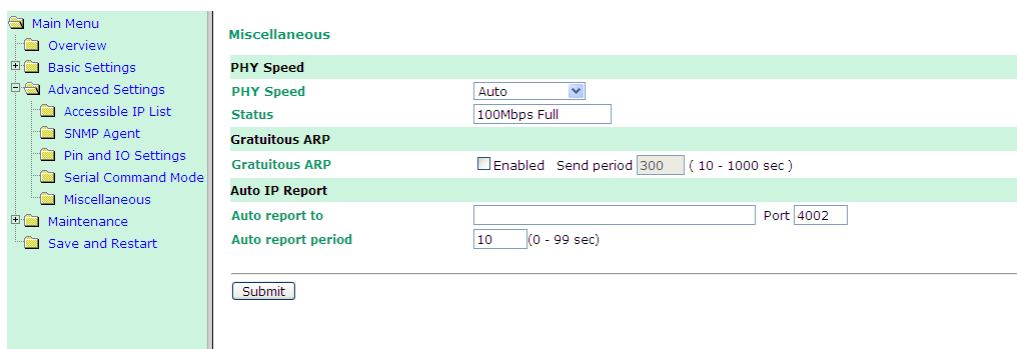 Main Menu
Overview
Basic Settings
Advanced Settings
Accessible IP List
SNMP Agent
Pin and IO Settings
Serial Command Mode
Miscellaneous
Maintenance
Save and Restart
Miscellaneous
PHY Speed
PHY Speed Auto
Status 100Mbps Full
Gratuitous ARP
Gratuitous ARP Enabled Send period 300 ( 10 - 1000 sec )
Auto IP Report
Auto report to Port 4002
Auto report period 10 (0 - 99 sec)
Submit